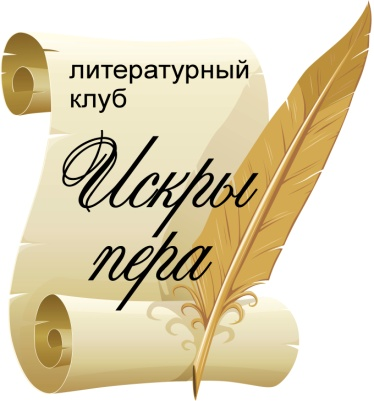 литературный
клуб
Искры
пера